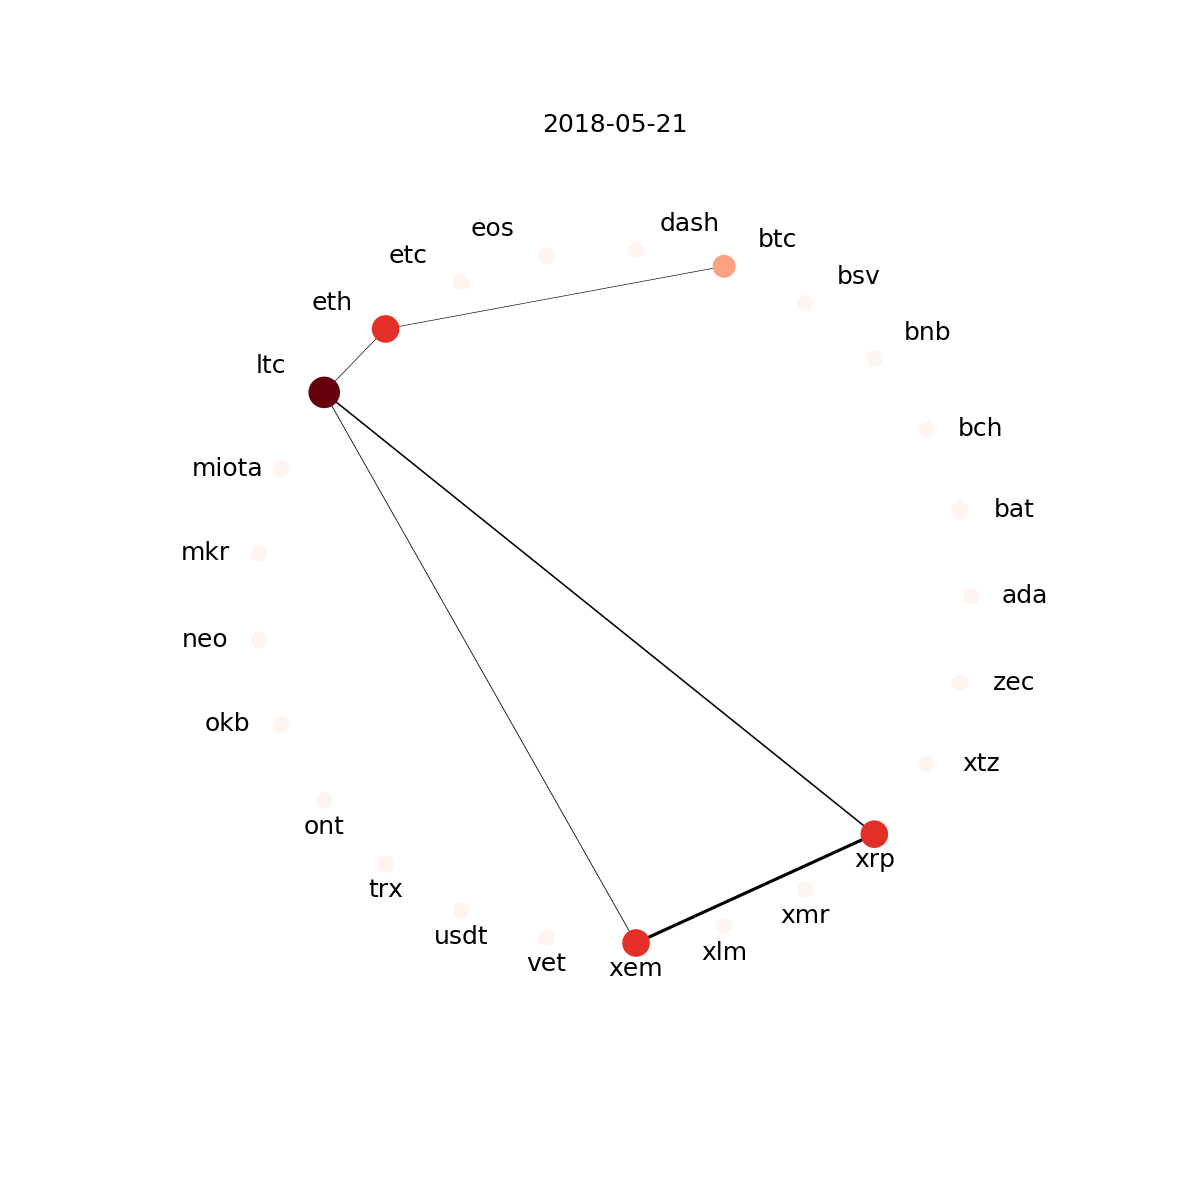 2018-05-21
dash
eos
btc
etc
bsv
eth
bnb
ltc
bch
miota
bat
mkr
ada
neo
zec
okb
xtz
ont
xrp
trx
xmr
usdt
xlm
vet
xem